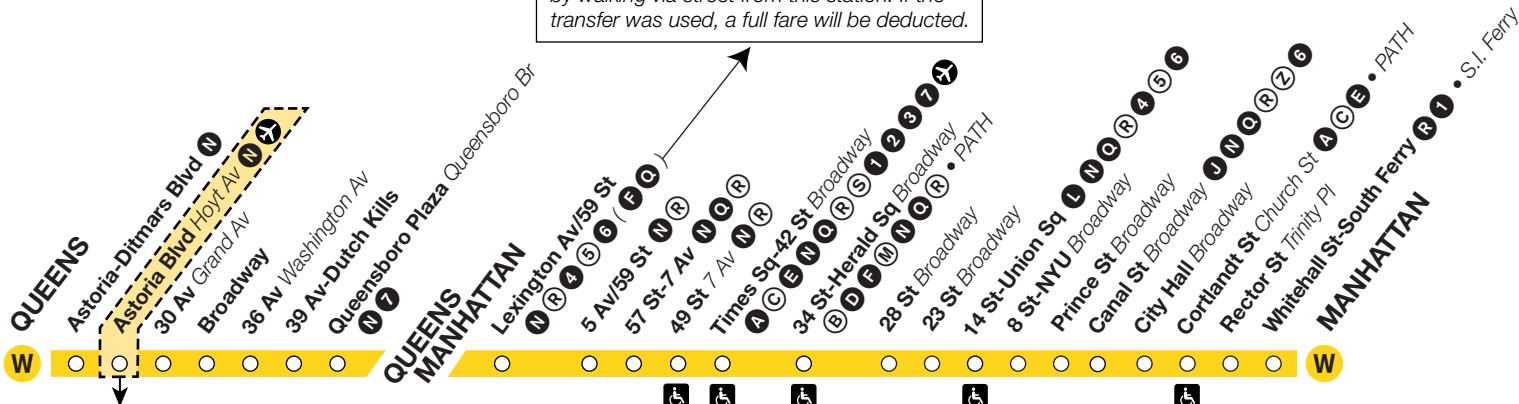 by walking via street from this station. If the
transfer was used, a full fare will be deducted.
QUEENS
Astoria-Ditmars Blvd N
Astoria Blvd Hoyt Av N
30 Av Grand Av
Broadway
36 Av Washington Av
39 Av-Dutch Kills
Queensboro Plaza Queensboro Br
N 7
QUEENS
MANHATTAN
Lexington Av/59 St
N R 4 5 6 ( F Q )
5 Av/59 St N R
57 St-7 Av N Q R
49 St 7 Av N R
Times Sq-42 St Broadway
A C E N Q R S 1 2 3 7
34 St-Herald Sq Broadway
B D F M N Q R • PATH
28 St Broadway
23 St Broadway
14 St-Union Sq L N Q R 4 5 6
8 St-NYU Broadway
Prince St Broadway
Canal St Broadway J N Q R Z 6
City Hall Broadway
Cortlandt St Church St A C E • PATH
Rector St Trinity Pl
Whitehall St-South Ferry R 1 • S.I. Ferry
MANHATTAN
W
W